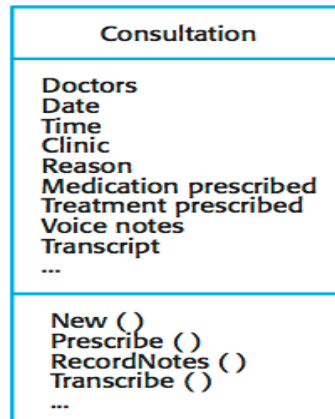 Consultation
Doctors
Date
Time
Clinic
Reason
Medication prescribed
Treatment prescribed
Voice notes
Transcript
...
New ( )
Prescribe ( )
RecordNotes ( )
Transcribe ( )
...